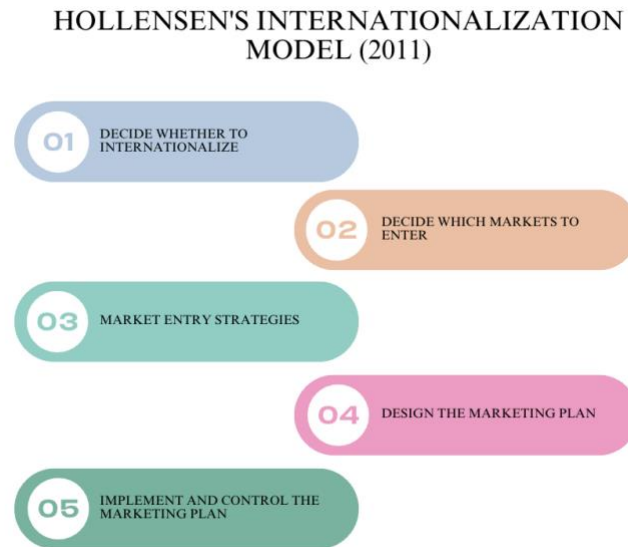 HOLLENSEN'S INTERNATIONALIZATION
MODEL (2011)
01
DECIDE WHETHER TO
INTERNATIONALIZE
02
DECIDE WHICH MARKETS TO
ENTER
03
MARKET ENTRY STRATEGIES
04
DESIGN THE MARKETING PLAN
05
IMPLEMENT AND CONTROL THE
MARKETING PLAN